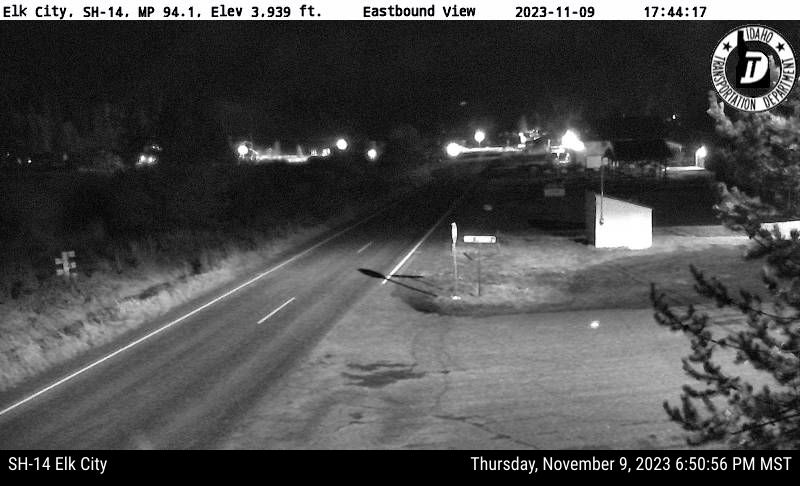 Elk City, SH-14, MP 94.1, Elev 3,939 ft. Eastbound View 2023-11-09 17:44:17
IDAHO
TRANSPORTATION DEPARTMENT
SH-14 Elk City Thursday, November 9, 2023 6:50:56 PM MST